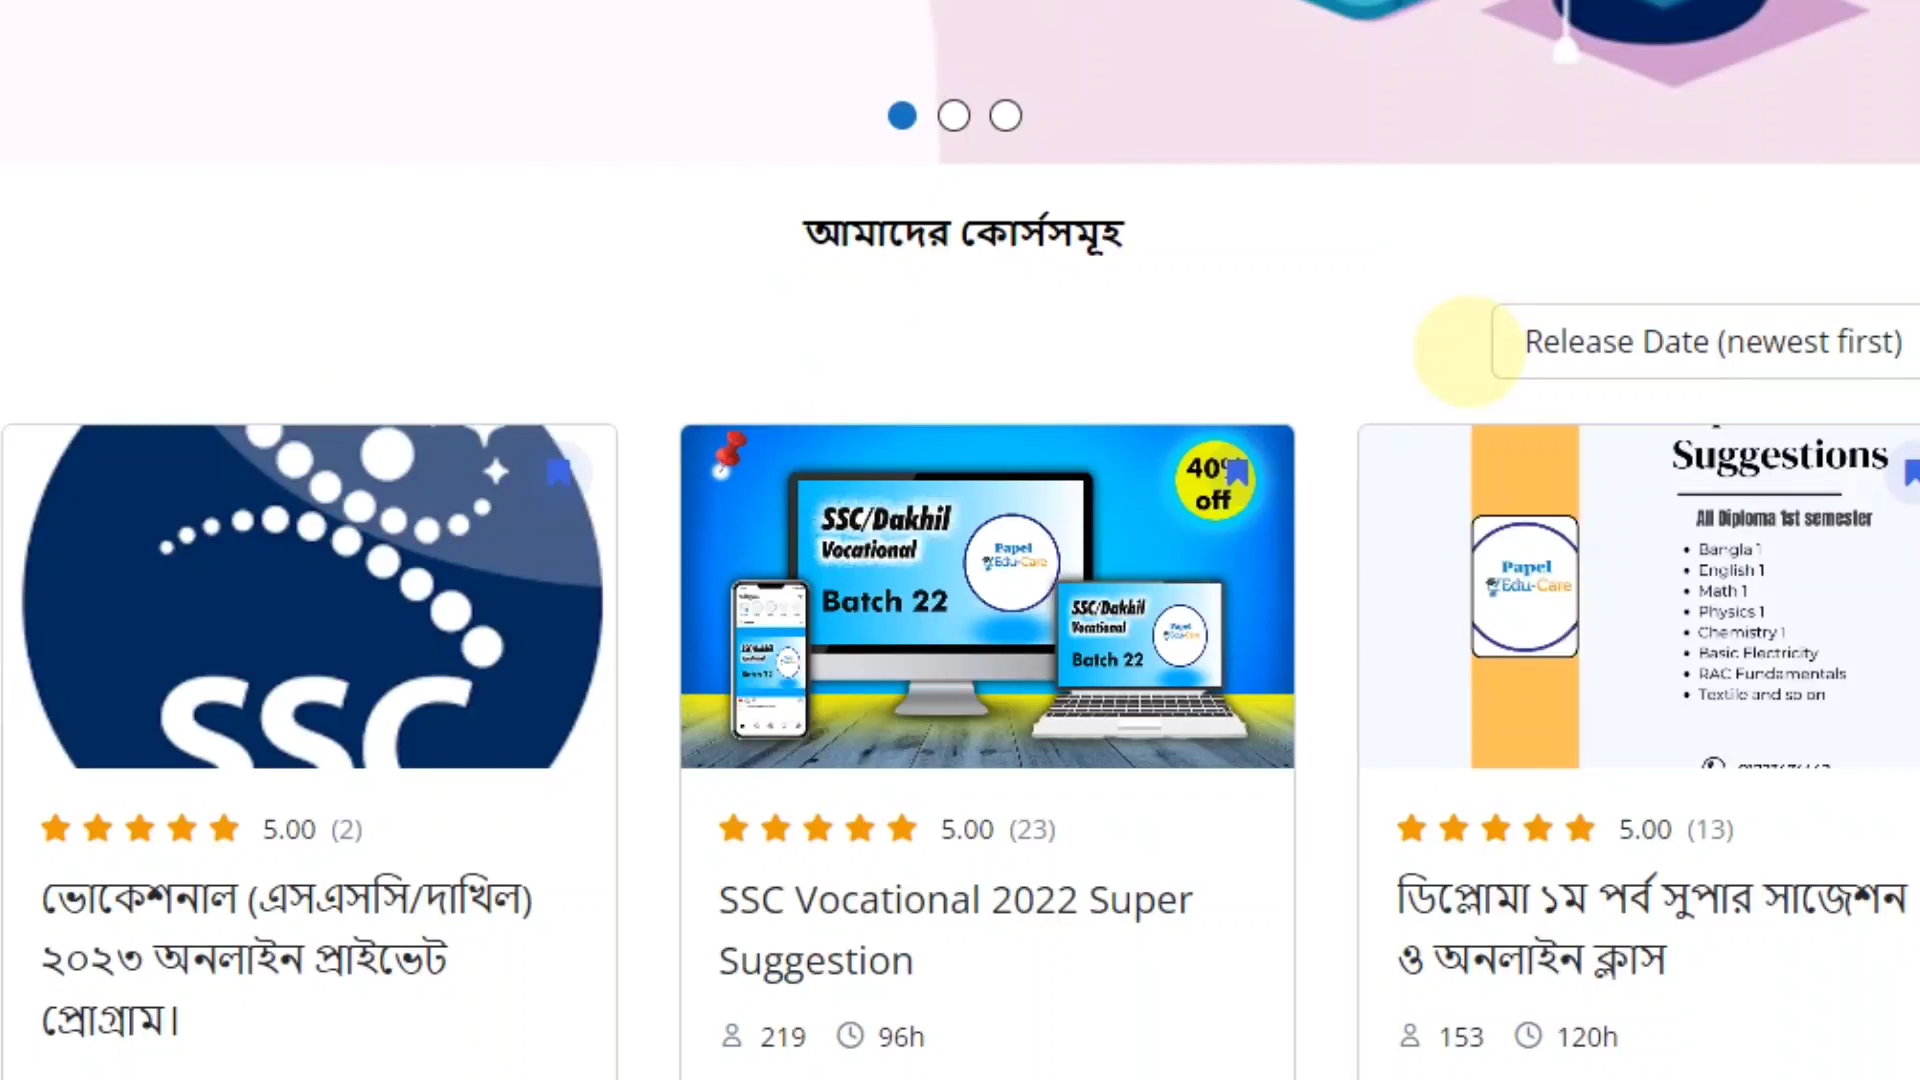 আমাদের কোর্সসমূহ
Release Date (newest first)
SSC
5.00 (2)
ভোকেশনাল (এসএসসি/দাখিল)
২০২৩ অনলাইন প্রাইভেট
প্রোগ্রাম।
40%
off
SSC/Dakhil
Vocational
Papel
Edu-Care
Batch 22
SSC/Dakhil
Vocational
Batch 22
5.00 (23)
SSC Vocational 2022 Super
Suggestion
219 96h
Suggestions
All Diploma 1st semester
Papel
Edu-Care
• Bangla 1
• English 1
• Math 1
• Physics 1
• Chemistry 1
• Basic Electricity
• RAC Fundamentals
• Textile and so on
5.00 (13)
ডিপ্লোমা ১ম পর্ব সুপার সাজেশন
ও অনলাইন ক্লাস
153 120h